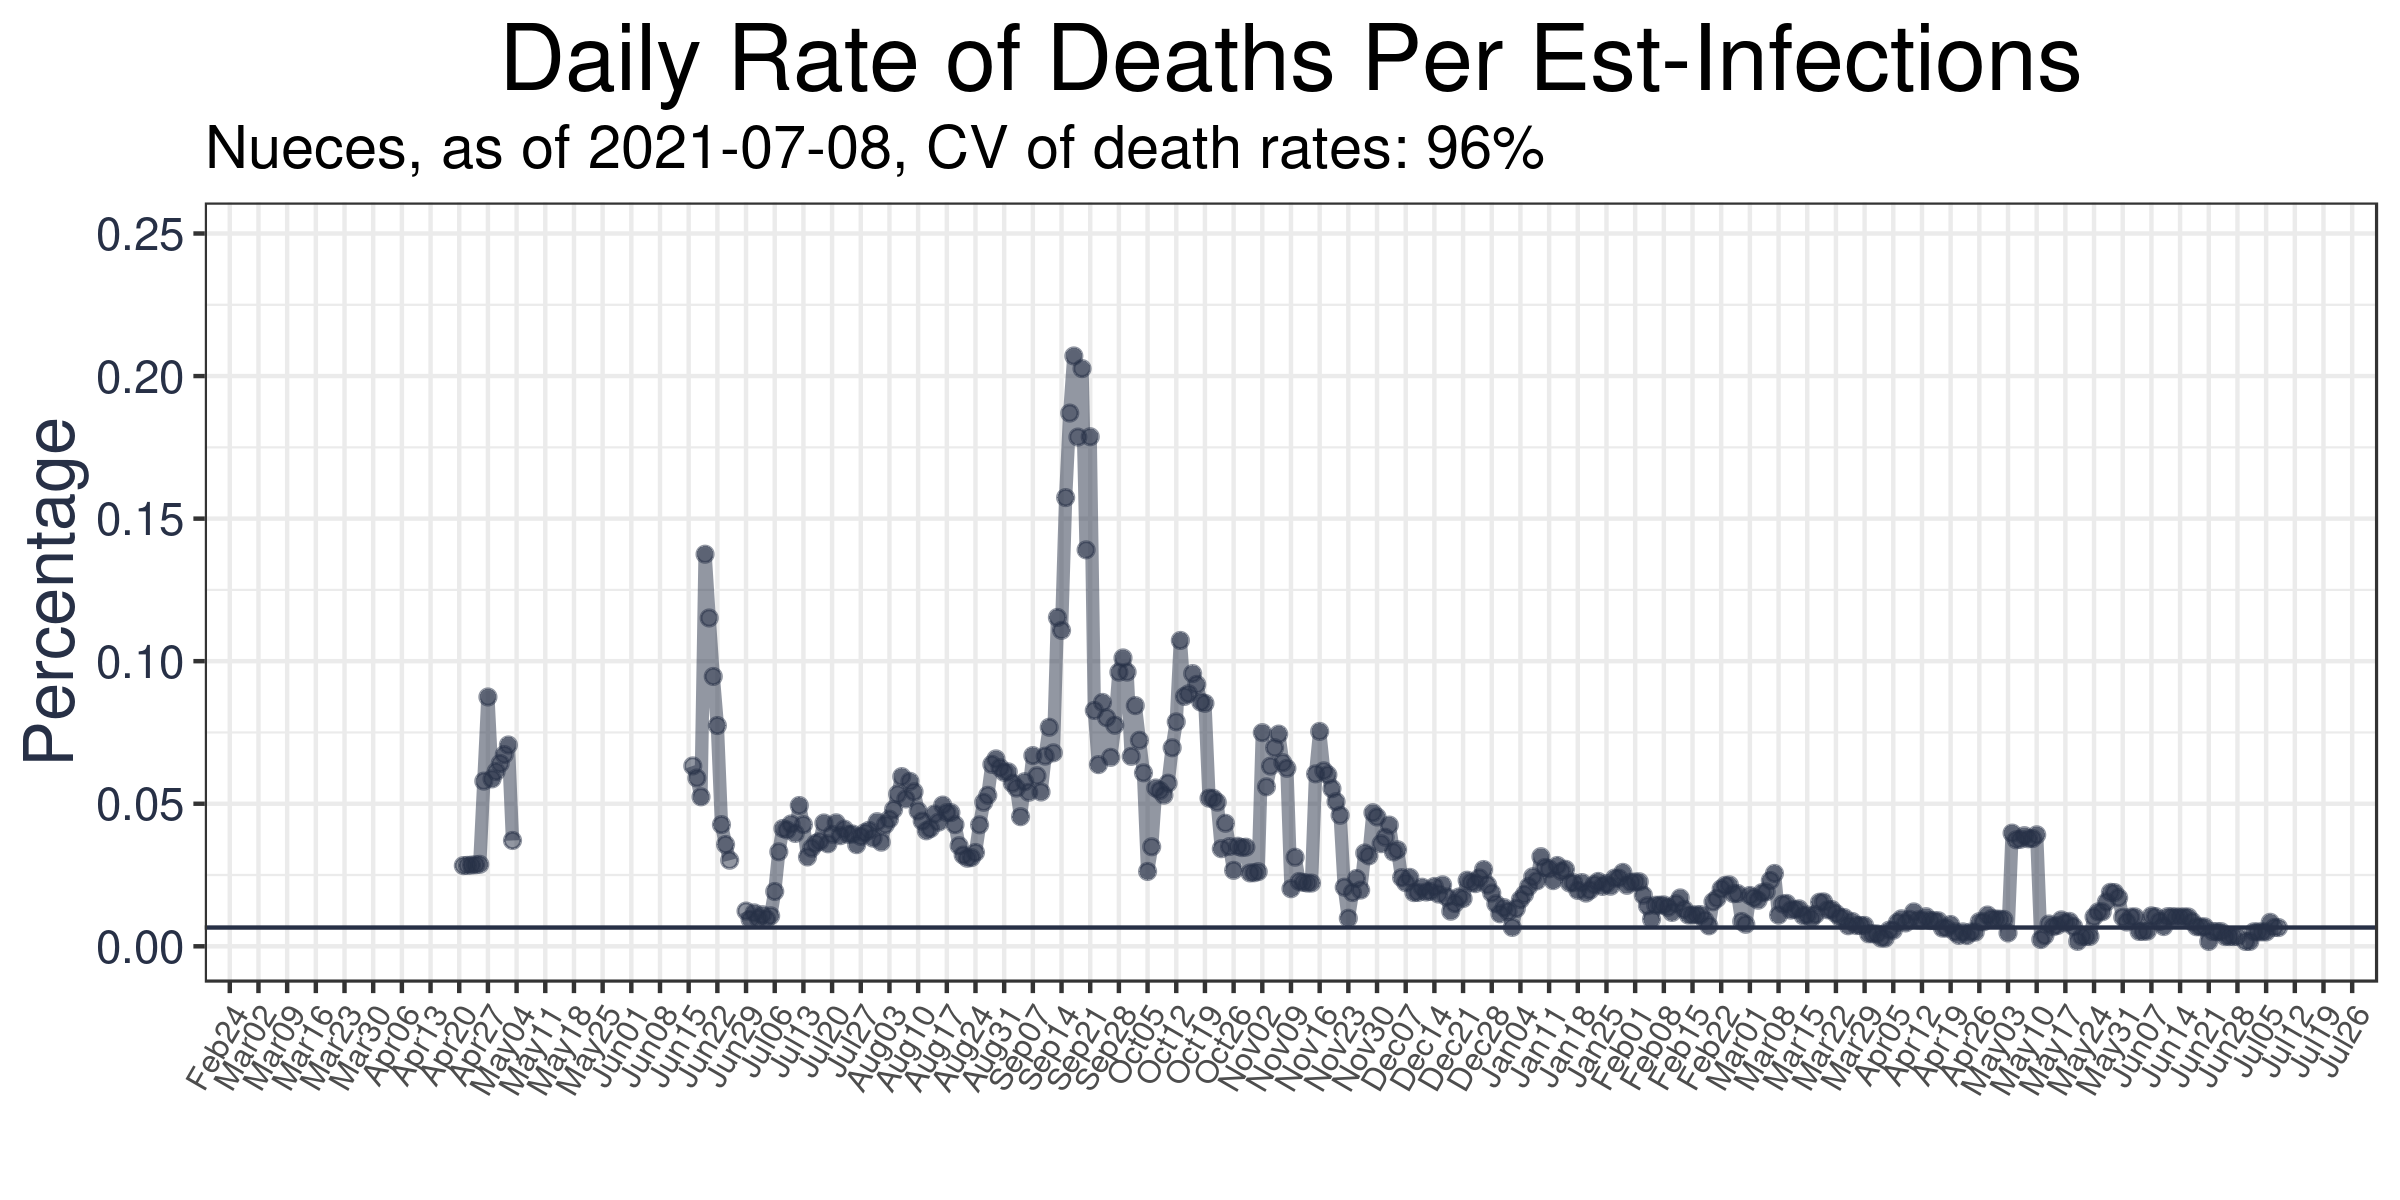 Daily Rate of Deaths Per Est-Infections
Nueces, as of 2021-07-08, CV of death rates: 96%
Percentage
0.25
0.20
0.15
0.10
0.05
0.00
Feb24
Mar02
Mar09
Mar16
Mar23
Mar30
Apr06
Apr13
Apr20
Apr27
May04
May11
May18
May25
Jun01
Jun08
Jun15
Jun22
Jun29
Jul06
Jul13
Jul20
Jul27
Aug03
Aug10
Aug17
Aug24
Aug31
Sep07
Sep14
Sep21
Sep28
Oct05
Oct12
Oct19
Oct26
Nov02
Nov09
Nov16
Nov23
Nov30
Dec07
Dec14
Dec21
Dec28
Jan04
Jan11
Jan18
Jan25
Feb01
Feb08
Feb15
Feb22
Mar01
Mar08
Mar15
Mar22
Mar29
Apr05
Apr12
Apr19
Apr26
May03
May10
May17
May24
May31
Jun07
Jun14
Jun21
Jun28
Jul05
Jul12
Jul19
Jul26